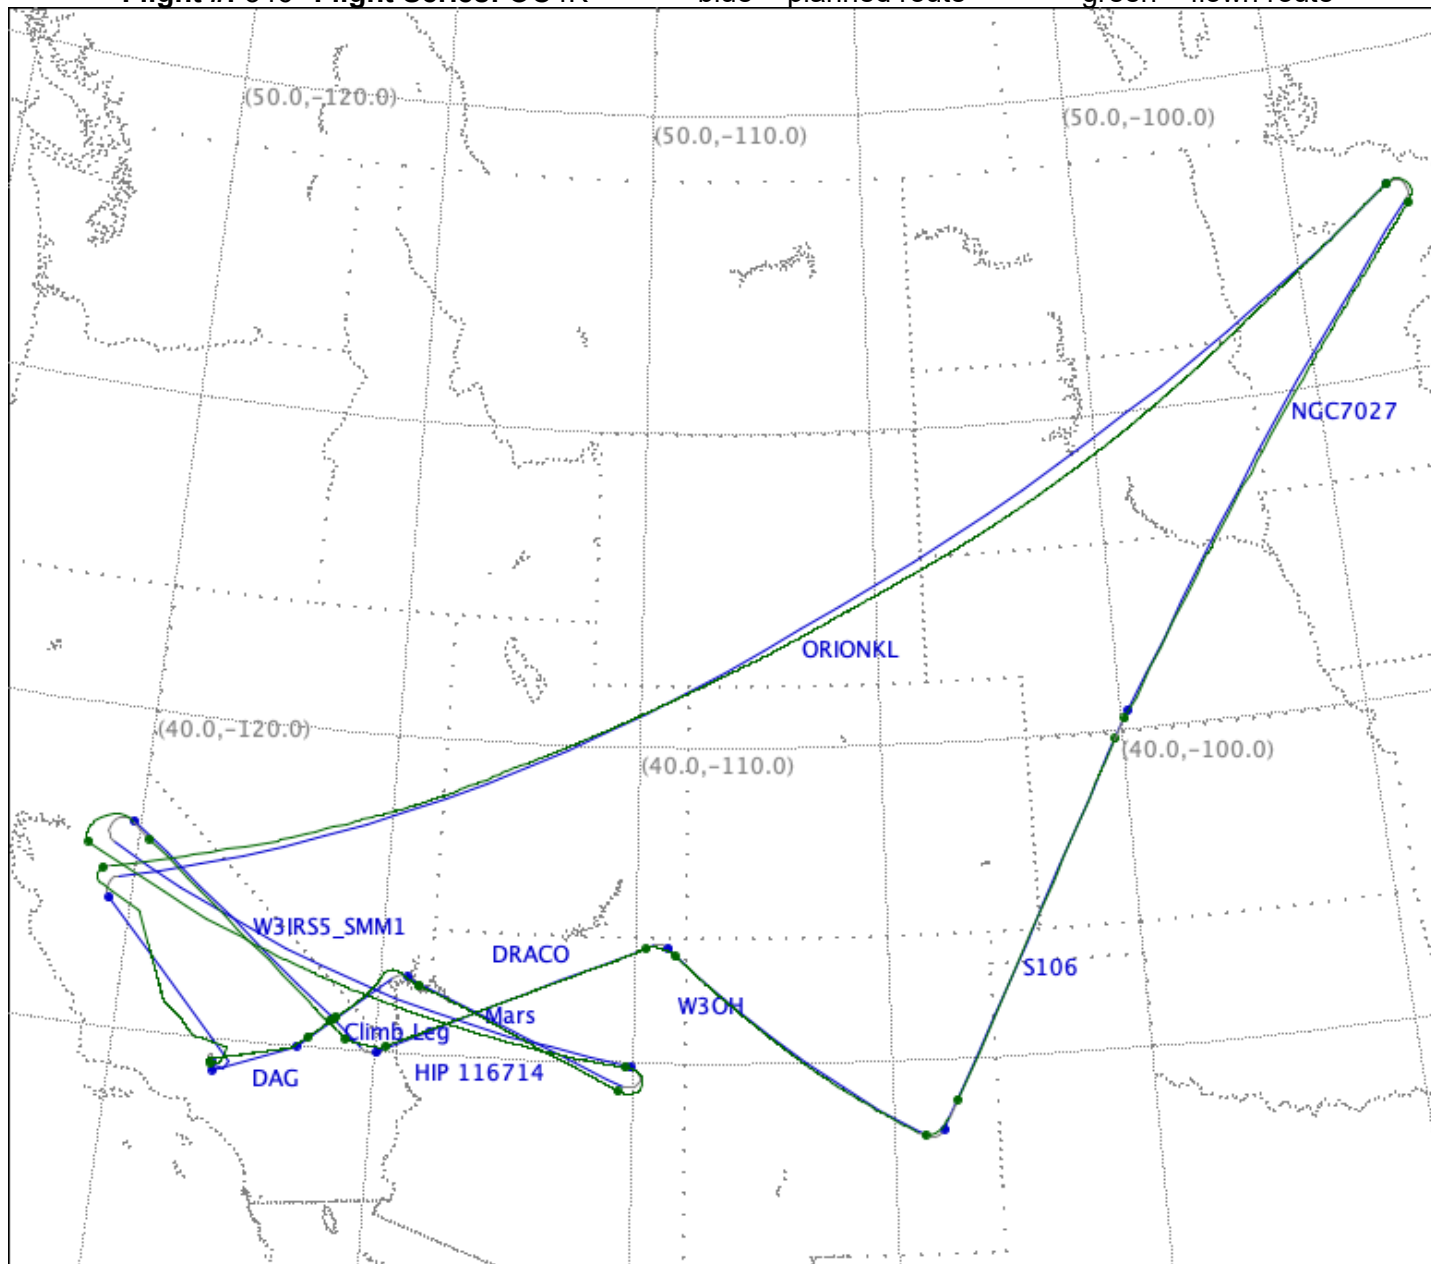 (50.0,-120.0)
(50.0,-110.0)
(50.0,-100.0)
NGC7027
ORIONKL
(40.0,-120.0)
(40.0,-110.0)
(40.0,-100.0)
W3IRS5_SMM1
DRACO
S106
W3OH
Mars
Climb Leg
DAG
HIP 116714